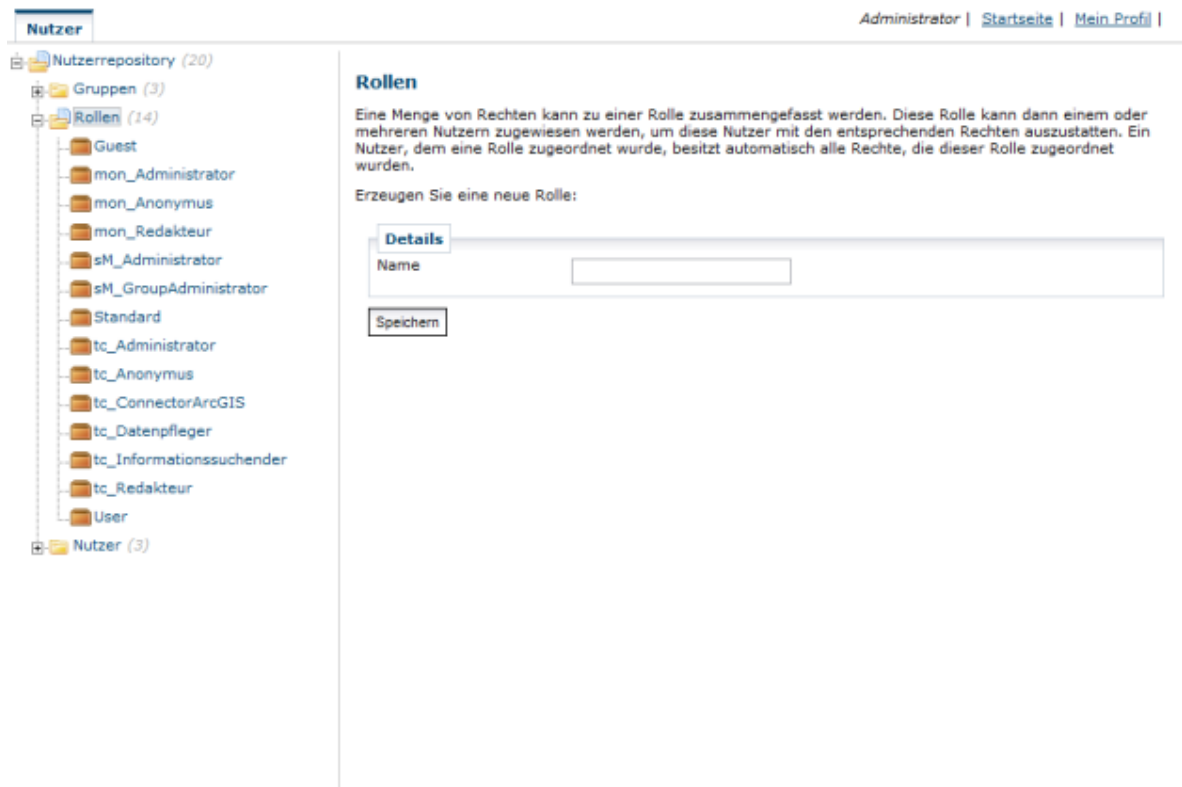 Nutzer
Administrator | Startseite | Mein Profil |
Nutzerrepository (20)
Gruppen (3)
Rollen (14)
Guest
mon_Administrator
mon_Anonymus
mon_Redakteur
sM_Administrator
sM_GroupAdministrator
Standard
tc_Administrator
tc_Anonymus
tc_ConnectorArcGIS
tc_Datenpfleger
tc_Informationssuchender
tc_Redakteur
User
Nutzer (3)
Rollen
Eine Menge von Rechten kann zu einer Rolle zusammengefasst werden. Diese Rolle kann dann einem oder
mehreren Nutzern zugewiesen werden, um diese Nutzer mit den entsprechenden Rechten auszustatten. Ein
Nutzer, dem eine Rolle zugeordnet wurde, besitzt automatisch alle Rechte, die dieser Rolle zugeordnet
wurden.
Erzeugen Sie eine neue Rolle:
Details
Name
Speichern